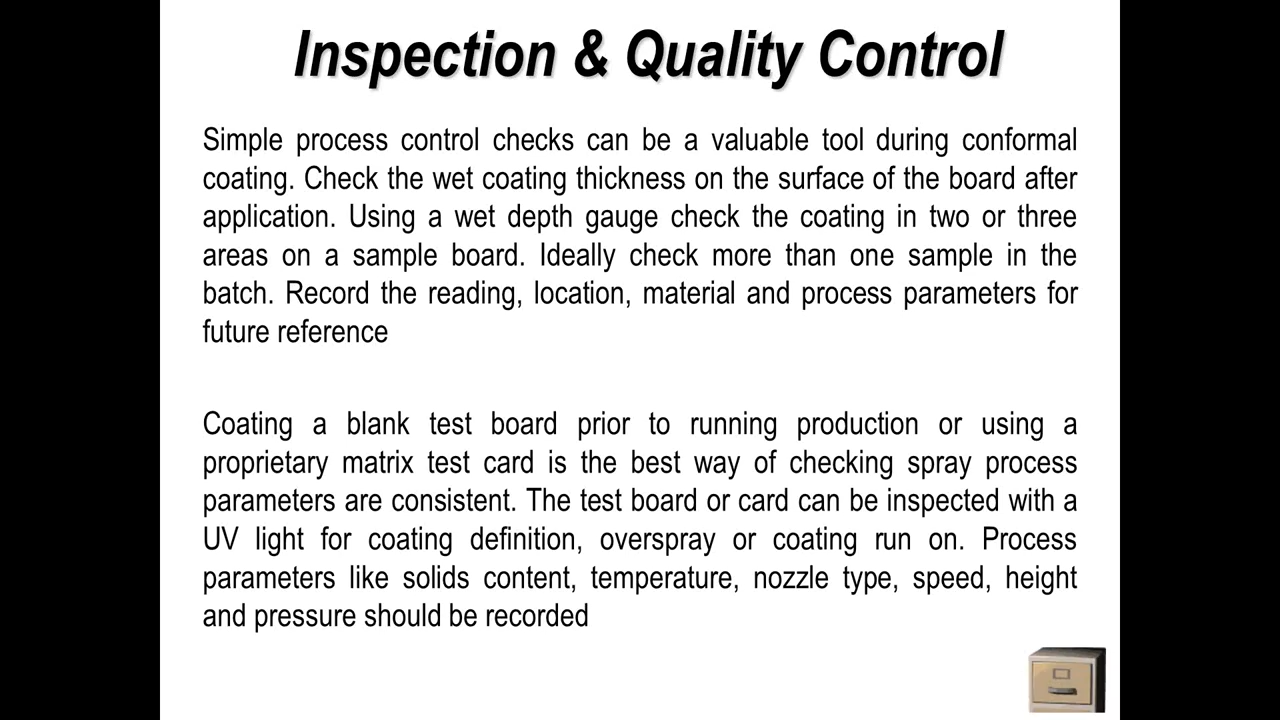 Inspection & Quality Control
Simple process control checks can be a valuable tool during conformal
coating. Check the wet coating thickness on the surface of the board after
application. Using a wet depth gauge check the coating in two or three
areas on a sample board. Ideally check more than one sample in the
batch. Record the reading, location, material and process parameters for
future reference
Coating a blank test board prior to running production or using a
proprietary matrix test card is the best way of checking spray process
parameters are consistent. The test board or card can be inspected with a
UV light for coating definition, overspray or coating run on. Process
parameters like solids content, temperature, nozzle type, speed, height
and pressure should be recorded